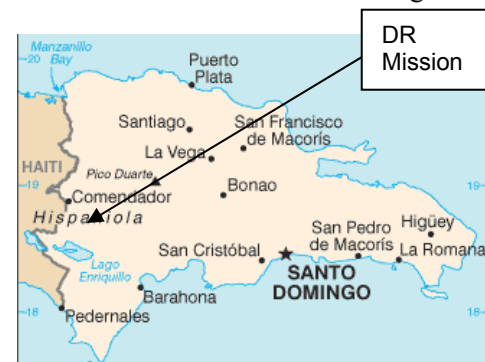 DR
Mission
Manzanillo
Bay
20
Puerto
Plata
Santiago
San Francisco
de Macorís
La Vega
HAITI
Pico Duarte
19
19
Comendador
Bonao
Hispaniola
San Pedro
de Macorís
Higüey
La Romana
San Cristóbal
SANTO
DOMINGO
Lago
Enriquillo
Barahona
Pedernales
18
18